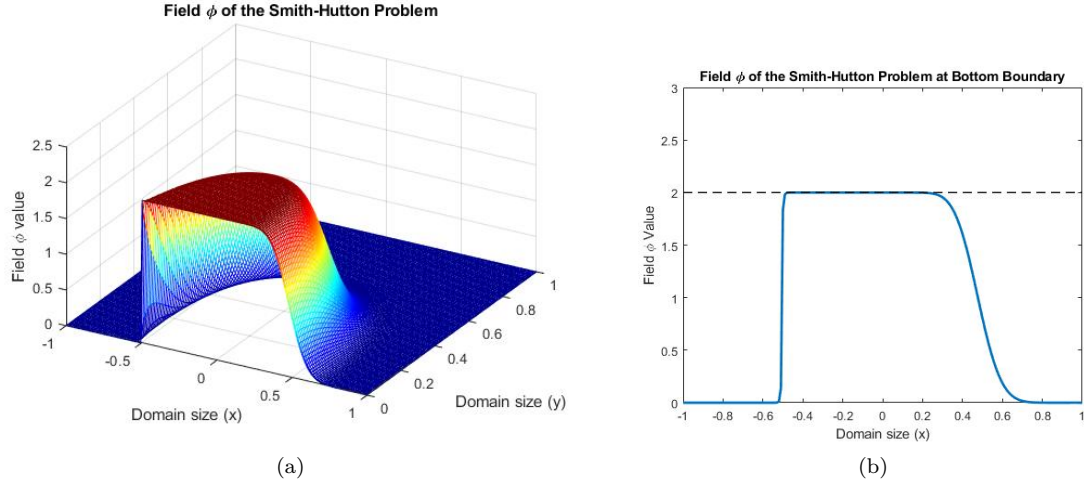 Field ϕ of the Smith-Hutton Problem
2.5
2
1.5
1
0.5
0
Field ϕ value
-1
-0.5
0
0.5
1
Domain size (x)
0
0.2
0.4
0.6
0.8
1
Domain size (y)
(a)
Field ϕ of the Smith-Hutton Problem at Bottom Boundary
3
2.5
2
1.5
1
0.5
0
Field ϕ Value
-1 -0.8 -0.6 -0.4 -0.2 0 0.2 0.4 0.6 0.8 1
Domain size (x)
(b)